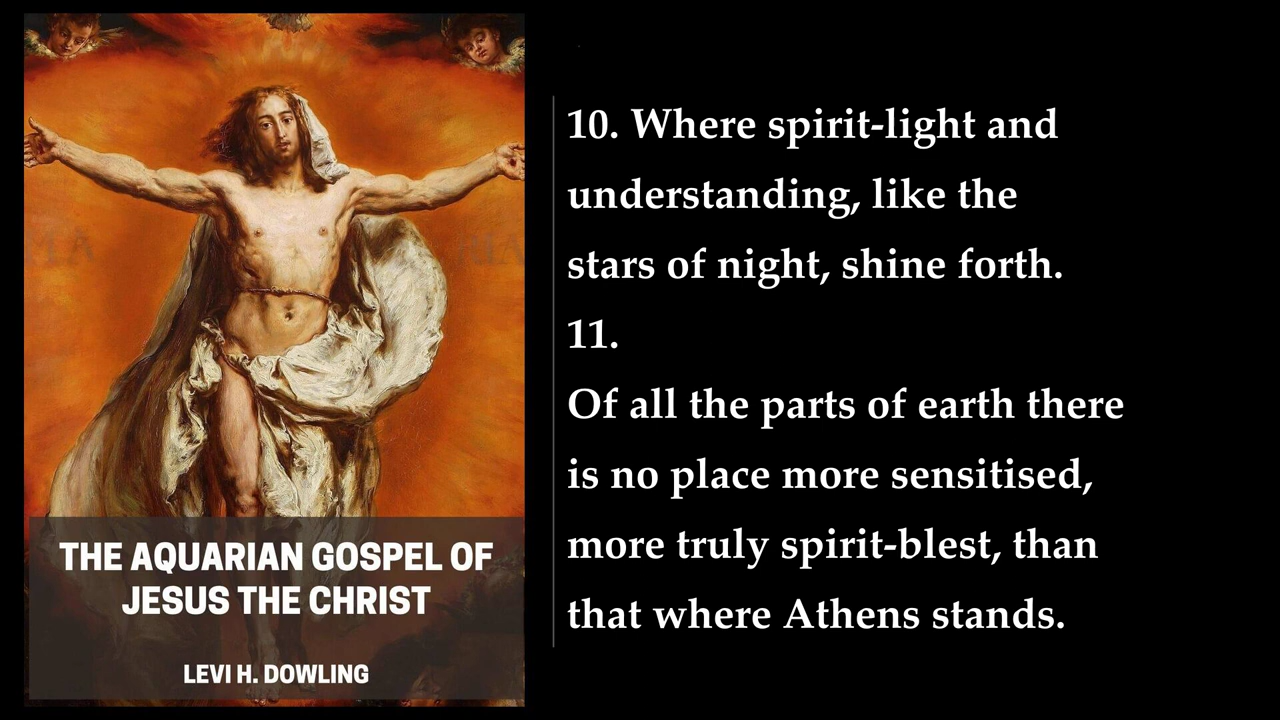 THE AQUARIAN GOSPEL OF
JESUS THE CHRIST
LEVI H. DOWLING
10. Where spirit-light and
understanding, like the
stars of night, shine forth.
11.
Of all the parts of earth there
is no place more sensitised,
more truly spirit-blest, than
that where Athens stands.